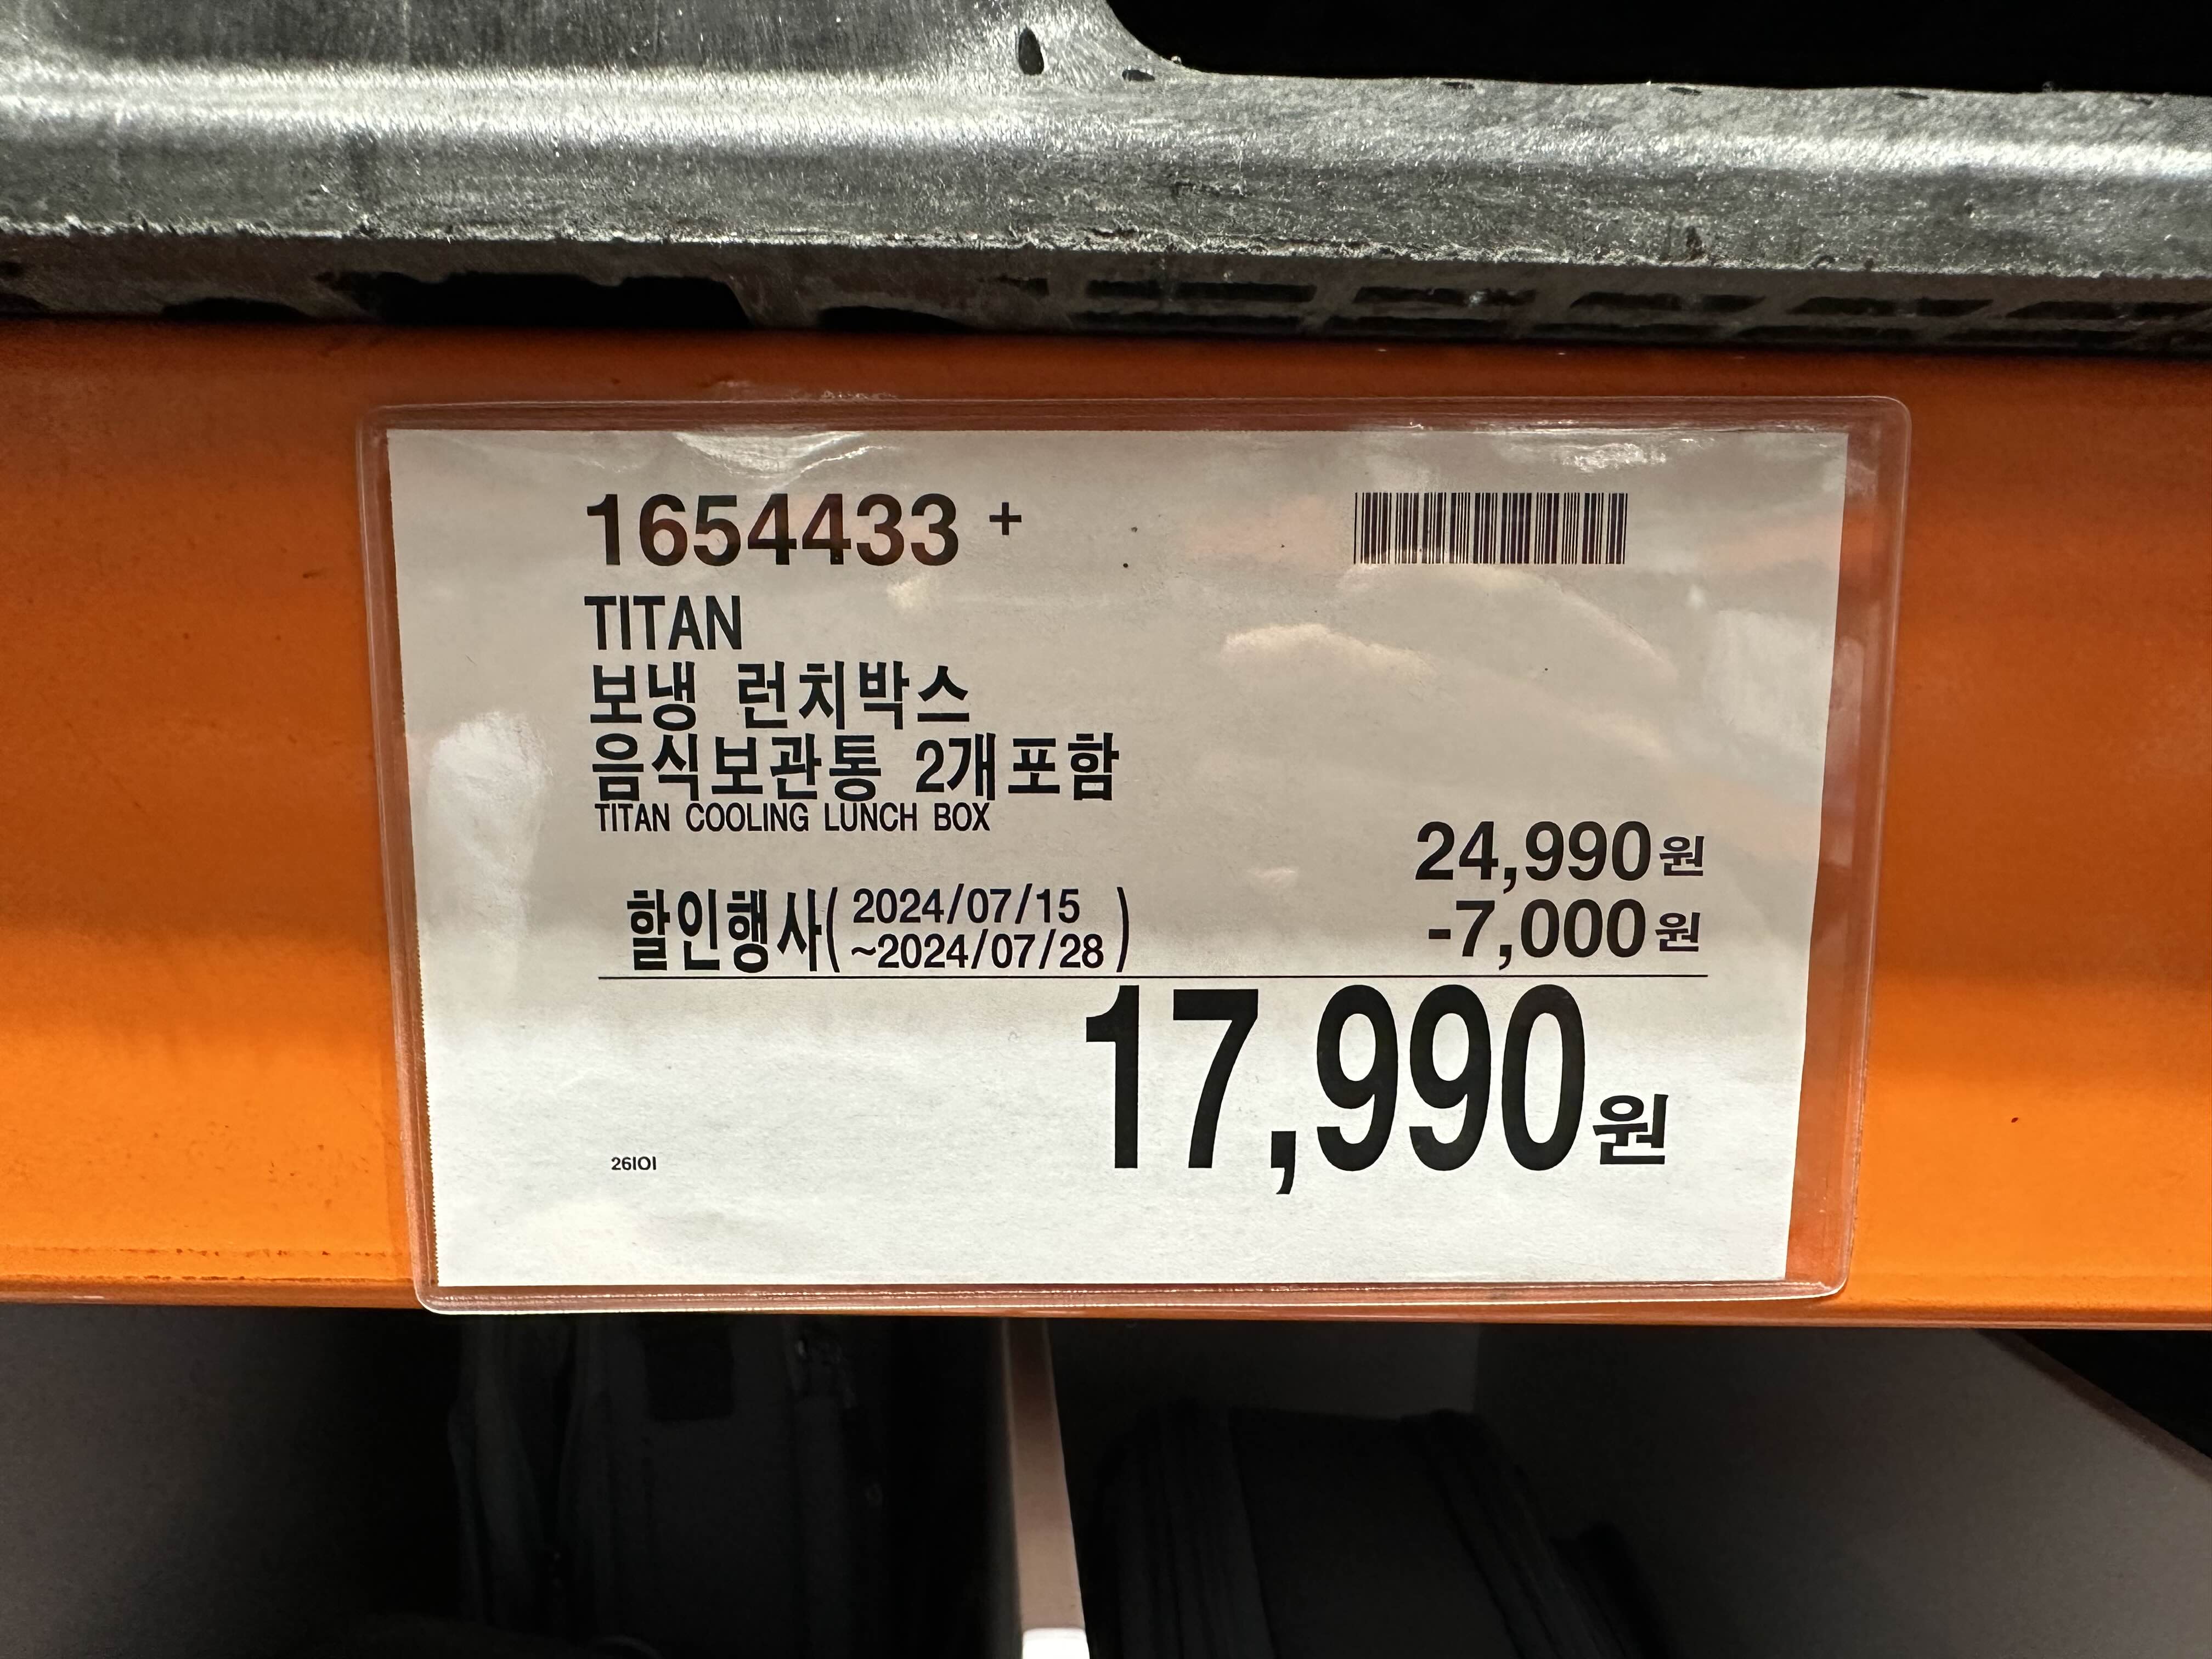 1654433 +
TITAN
보냉 런치박스
음식보관통 2개포함
TITAN COOLING LUNCH BOX
24,990원
할인행사( 2024/07/15
~2024/07/28 )
-7,000원
17,990원
26IOI